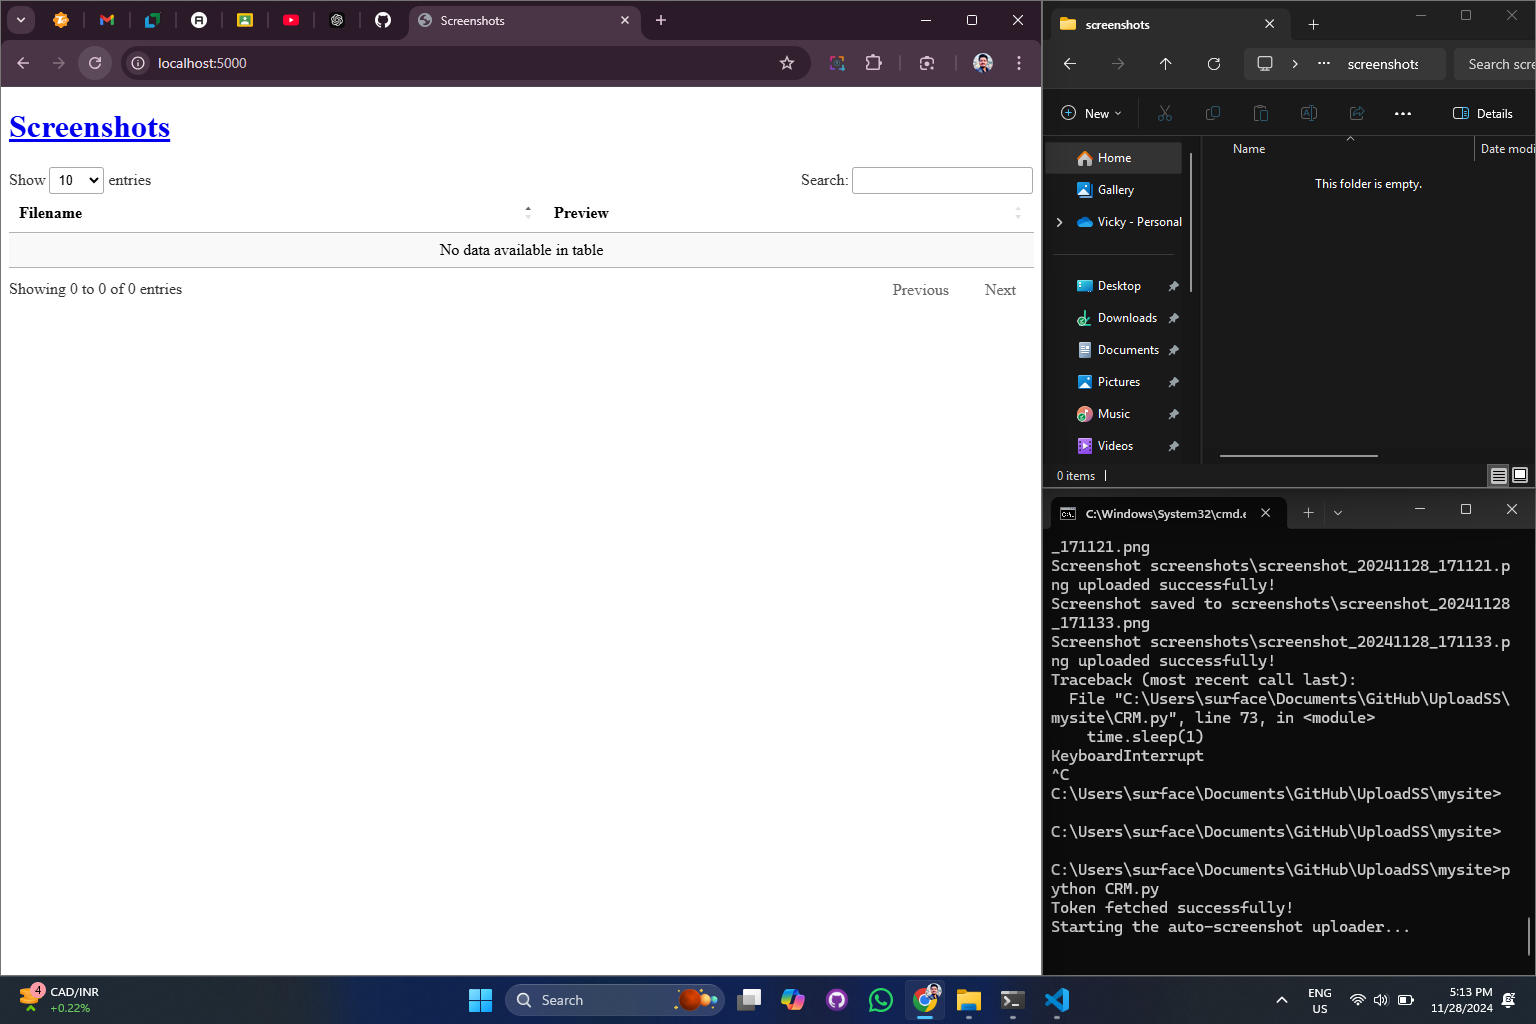 Screenshots
localhost:5000
Screenshots
Show 10 entries
Search:
Filename
Preview
No data available in table
Showing 0 to 0 of 0 entries
Previous
Next
screenshots
screenshots
Search scre
New
Details
Home
Gallery
Vicky - Personal
Desktop
Downloads
Documents
Pictures
Music
Videos
Name
Date modi
This folder is empty.
0 items
C:\Windows\System32\cmd.e
_171121.png
Screenshot screenshots\screenshot_20241128_171121.p
ng uploaded successfully!
Screenshot saved to screenshots\screenshot_20241128
_171133.png
Screenshot screenshots\screenshot_20241128_171133.p
ng uploaded successfully!
Traceback (most recent call last):
File "C:\Users\surface\Documents\GitHub\UploadSS\
mysite\CRM.py", line 73, in <module>
time.sleep(1)
KeyboardInterrupt
^C
C:\Users\surface\Documents\GitHub\UploadSS\mysite>
C:\Users\surface\Documents\GitHub\UploadSS\mysite>
C:\Users\surface\Documents\GitHub\UploadSS\mysite>p
ython CRM.py
Token fetched successfully!
Starting the auto-screenshot uploader...
4
CAD/INR
+0.22%
Search
ENG
US
5:13 PM
11/28/2024